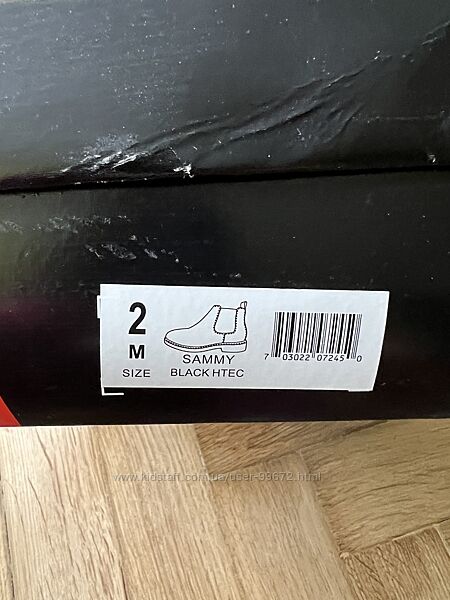 2
M
SIZE
SAMMY
BLACK HTEC
7 03022 07245 0
www.kidstaff.com.ua/user-99672.html